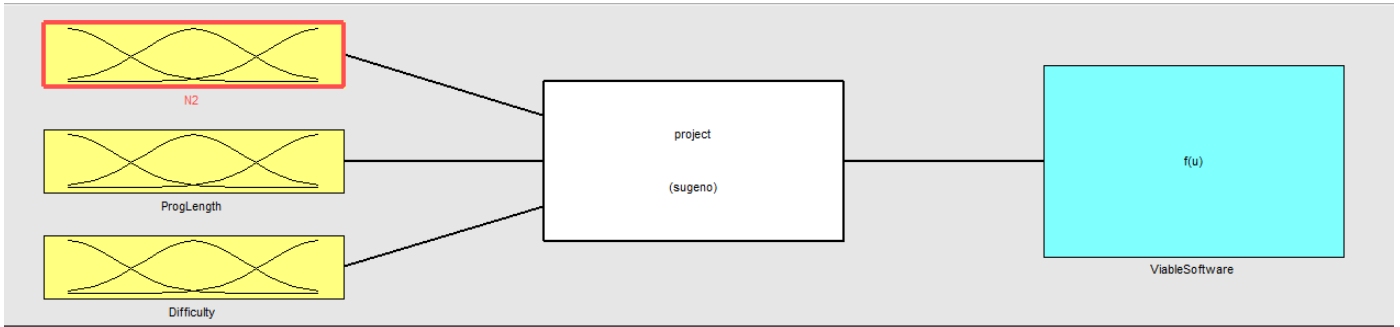 N2
ProgLength
Difficulty
project
(sugeno)
f(u)
ViableSoftware